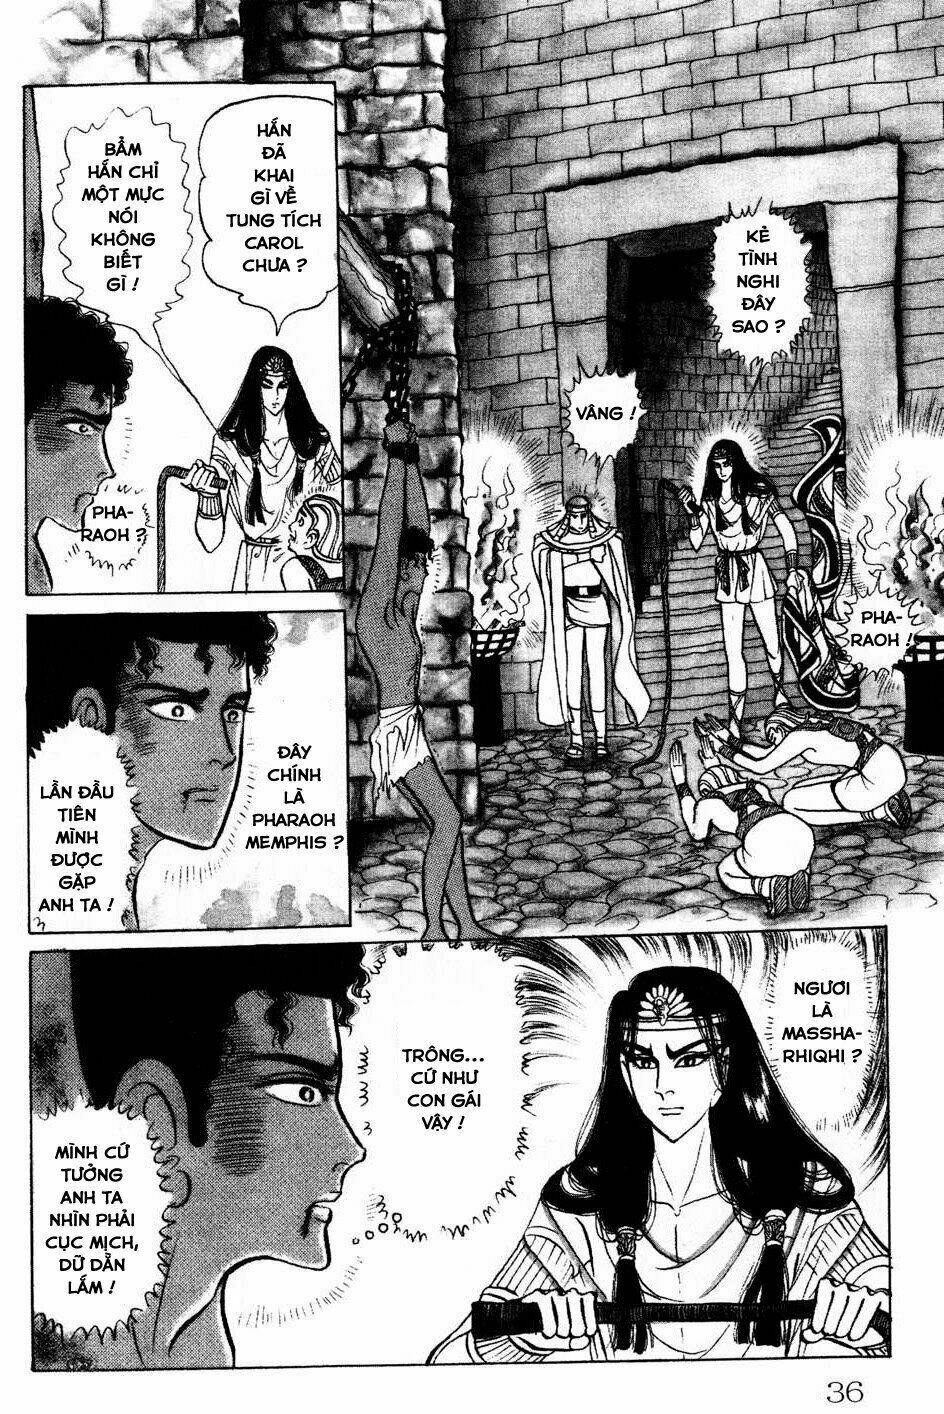 KẺ
TÌNH
NGHI
ĐÂY
SAO ?
VÂNG !
PHA-
RAOH !
HẮN
ĐÃ
KHAI
GÌ VỀ
TUNG TÍCH
CAROL
CHƯA ?
BẨM
HẮN CHỈ
MỘT MỰC
NÓI
KHÔNG
BIẾT
GÌ !
PHA-
RAOH ?
ĐÂY
CHÍNH
LÀ
PHARAOH
MEMPHIS ?
LẦN ĐẦU
TIÊN
MÌNH
ĐƯỢC
GẶP
ANH TA !
NGƯƠI
LÀ
MASSHA-
RHIQHI ?
TRÔNG...
CỨ NHƯ
CON GÁI
VẬY !
MÌNH CỨ
TƯỞNG
ANH TA
NHÌN PHẢI
CỤC MỊCH,
DỮ DẰN
LẮM !
36